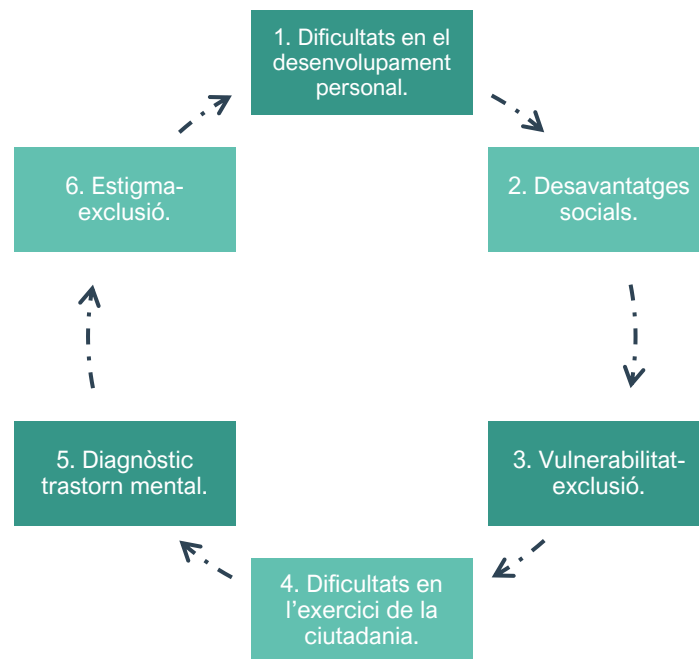 1. Dificultats en el
desenvolupament
personal.
2. Desavantatges
socials.
3. Vulnerabilitat-
exclusió.
4. Dificultats en
l’exercici de la
ciutadania.
5. Diagnòstic
trastorn mental.
6. Estigma-
exclusió.